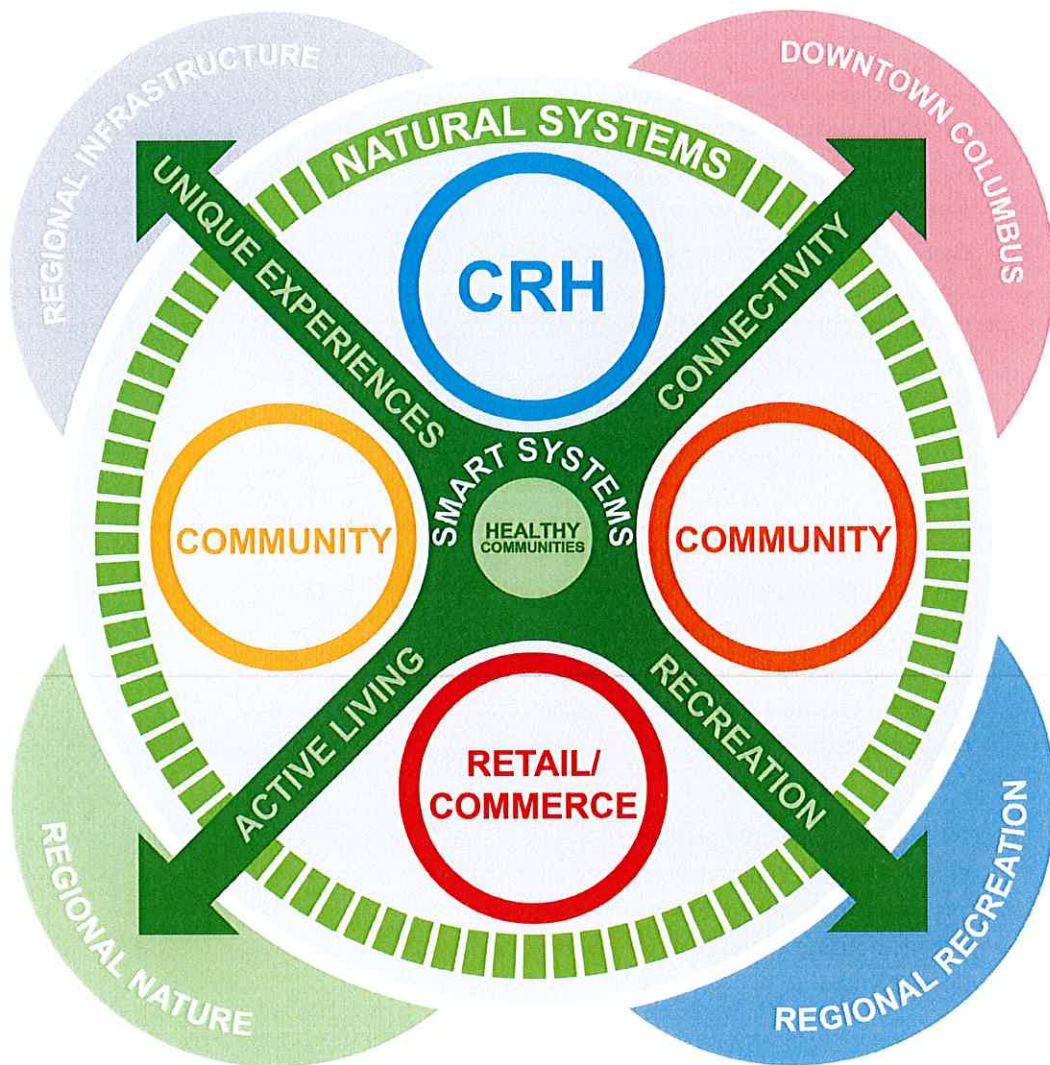 REGIONAL INFRASTRUCTURE
DOWNTOWN COLUMBUS
NATURAL SYSTEMS
UNIQUE EXPERIENCES
CONNECTIVITY
CRH
SMART SYSTEMS
COMMUNITY
HEALTHY
COMMUNITIES
COMMUNITY
ACTIVE LIVING
RECREATION
RETAIL/
COMMERCE
REGIONAL NATURE
REGIONAL RECREATION